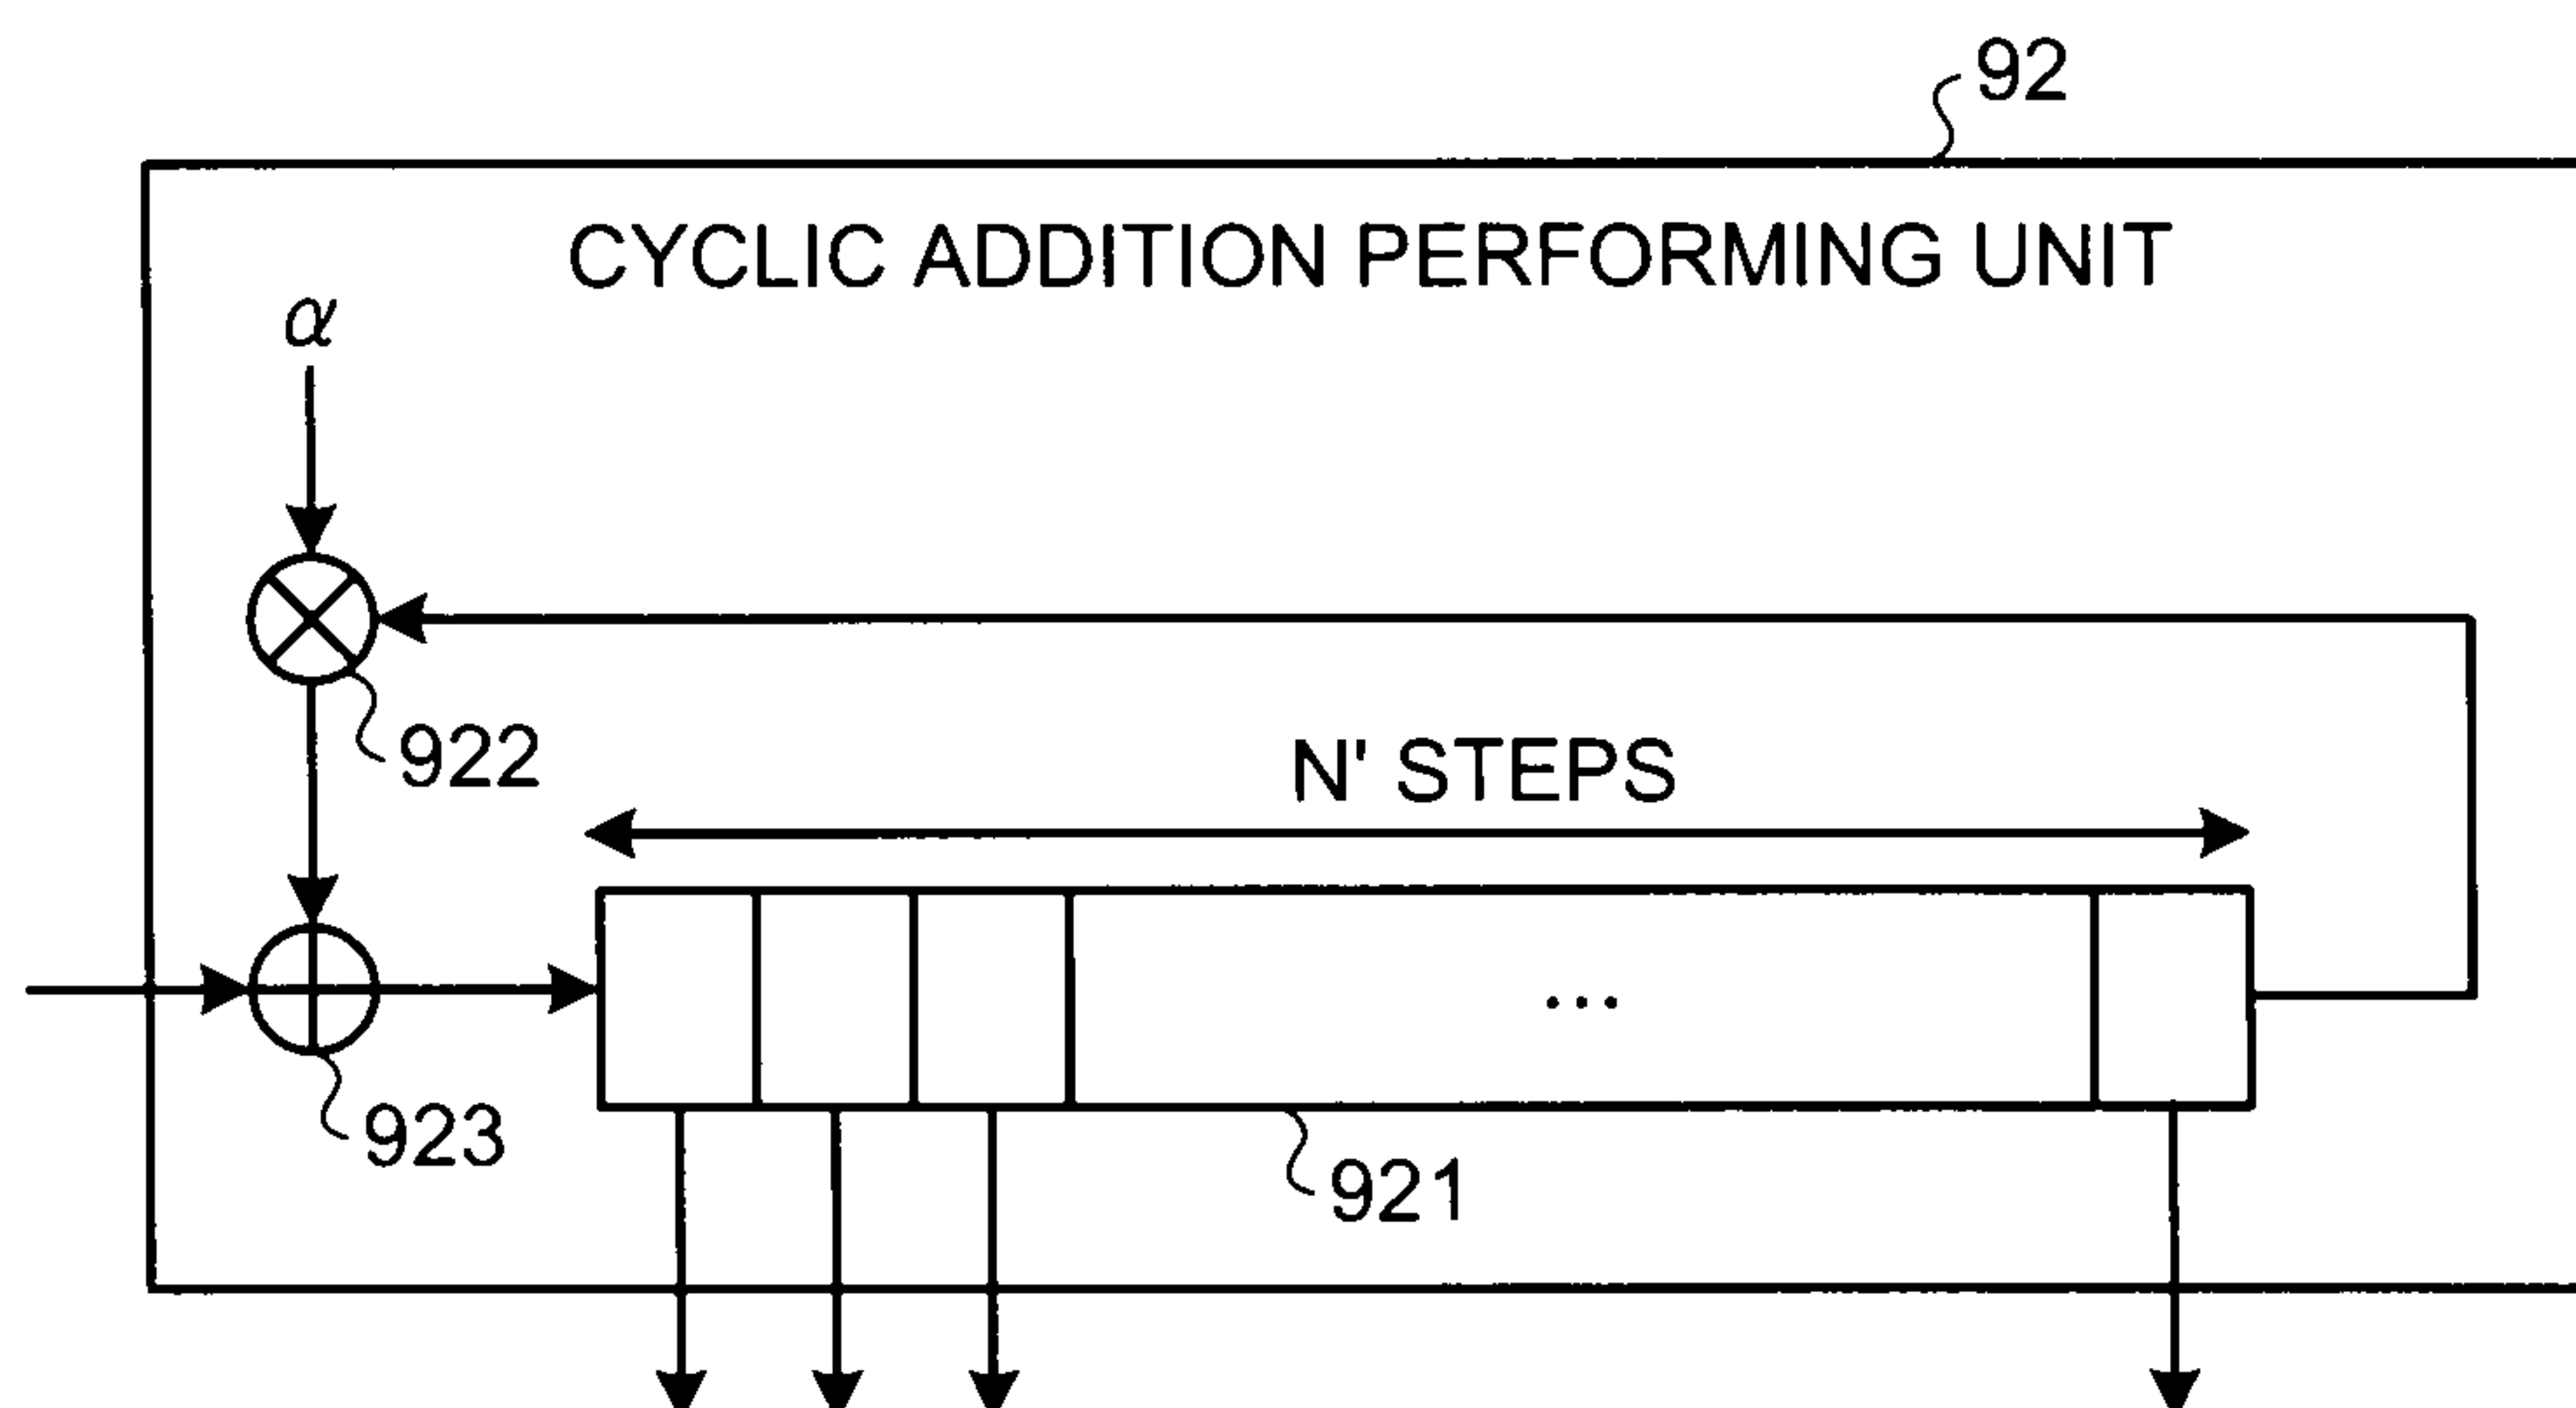 92
CYCLIC ADDITION PERFORMING UNIT
α
922
N' STEPS
...
923
921